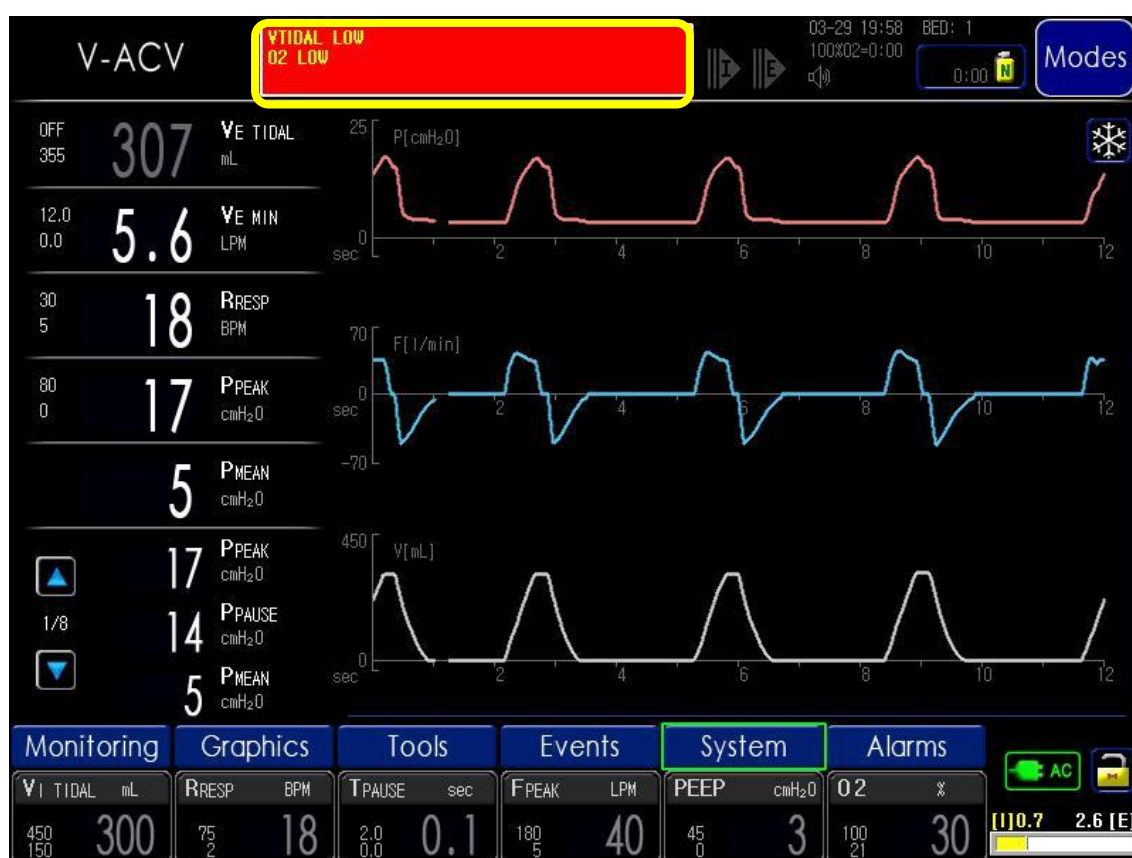 V-ACV
VTIDAL LOW
O2 LOW
03-29 19:58 BED: 1
100%O2=0:00
0:00 N
Modes
I E
OFF
355
307 VE TIDAL
mL
12.0
0.0
5.6 VE MIN
LPM
30
5
18 RRESP
BPM
80
0
17 PPEAK
cmH2O
5 PMEAN
cmH2O
17 PPEAK
cmH2O
1/8
14 PPAUSE
cmH2O
5 PMEAN
cmH2O
25 P[cmH2O]
0
sec 2 4 6 8 10 12
70 F[l/min]
0
sec 2 4 6 8 10 12
-70
450 V[mL]
0
sec 2 4 6 8 10 12
Monitoring Graphics Tools Events System Alarms
AC
VI TIDAL mL RRESP BPM TPAUSE sec FPEAK LPM PEEP cmH2O O2 %
450 75 2.0 180 45 100
150 2 0.0 5 0 21
300 18 0.1 40 3 30
[I]0.7 2.6 [E]